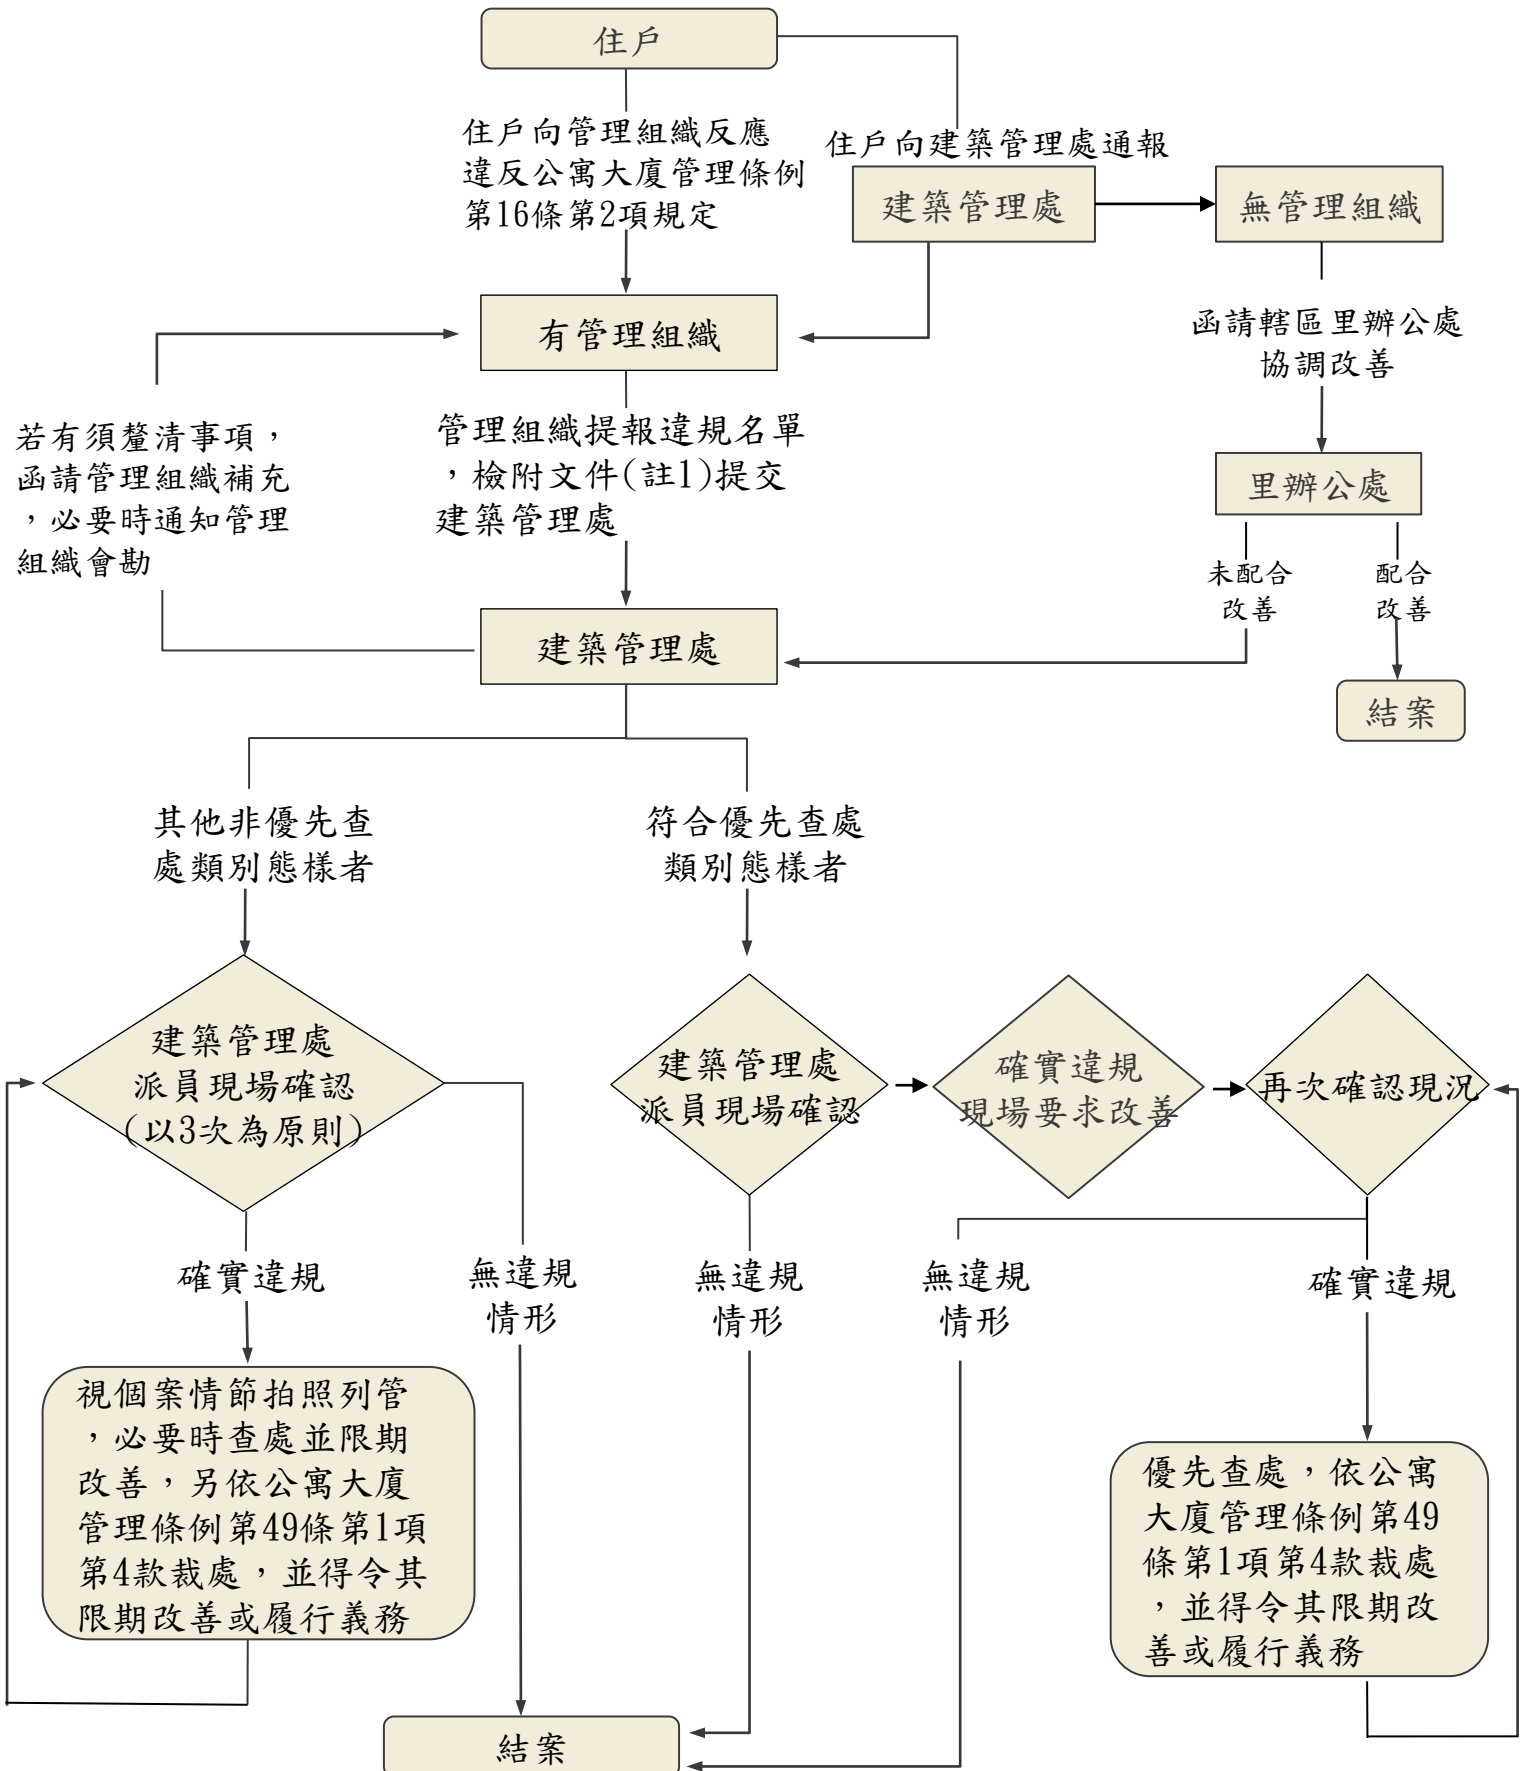 住戶
住戶向管理組織反應
違反公寓大廈管理條例
第16條第2項規定
住戶向建築管理處通報
建築管理處
無管理組織
有管理組織
函請轄區里辦公處
協調改善
若有須釐清事項，
函請管理組織補充
，必要時通知管理
組織會勘
管理組織提報違規名單
，檢附文件(註1)提交
建築管理處
里辦公處
未配合
改善
配合
改善
建築管理處
結案
其他非優先查
處類別態樣者
符合優先查處
類別態樣者
建築管理處
派員現場確認
(以3次為原則)
建築管理處
派員現場確認
確實違規
現場要求改善
再次確認現況
確實違規
無違規
情形
無違規
情形
無違規
情形
確實違規
視個案情節拍照列管
，必要時查處並限期
改善，另依公寓大廈
管理條例第49條第1項
第4款裁處，並得令其
限期改善或履行義務
優先查處，依公寓
大廈管理條例第49
條第1項第4款裁處
，並得令其限期改
善或履行義務
結案